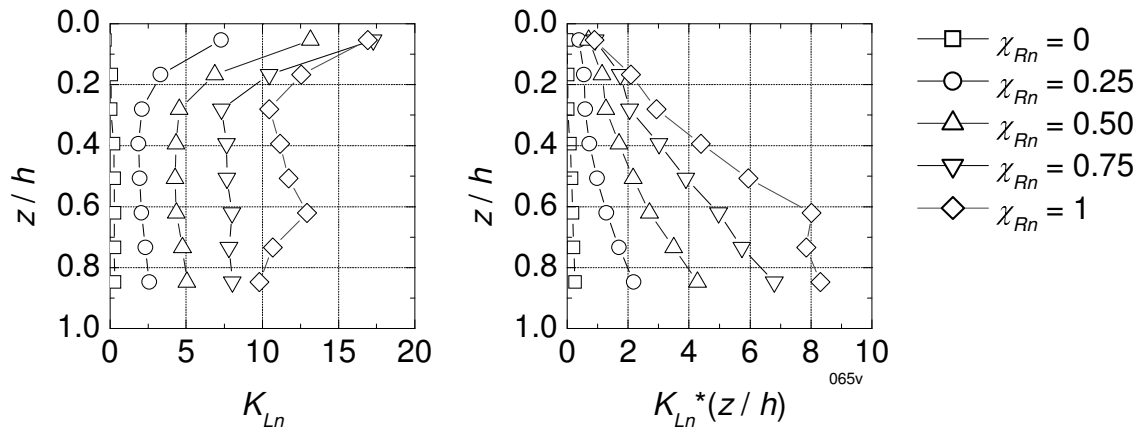 0.0
0.2
0.4
0.6
0.8
1.0
z / h
0 5 10 15 20
K_Ln
0.0
0.2
0.4
0.6
0.8
1.0
z / h
0 2 4 6 8 10
065v
K_Ln*(z / h)
χ_Rn = 0
χ_Rn = 0.25
χ_Rn = 0.50
χ_Rn = 0.75
χ_Rn = 1